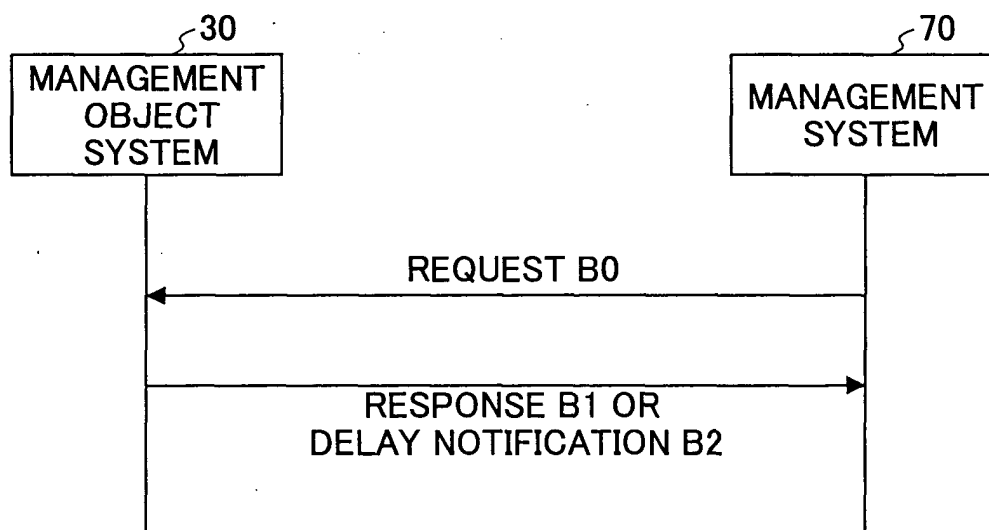 30
MANAGEMENT
OBJECT
SYSTEM
70
MANAGEMENT
SYSTEM
REQUEST B0
RESPONSE B1 OR
DELAY NOTIFICATION B2